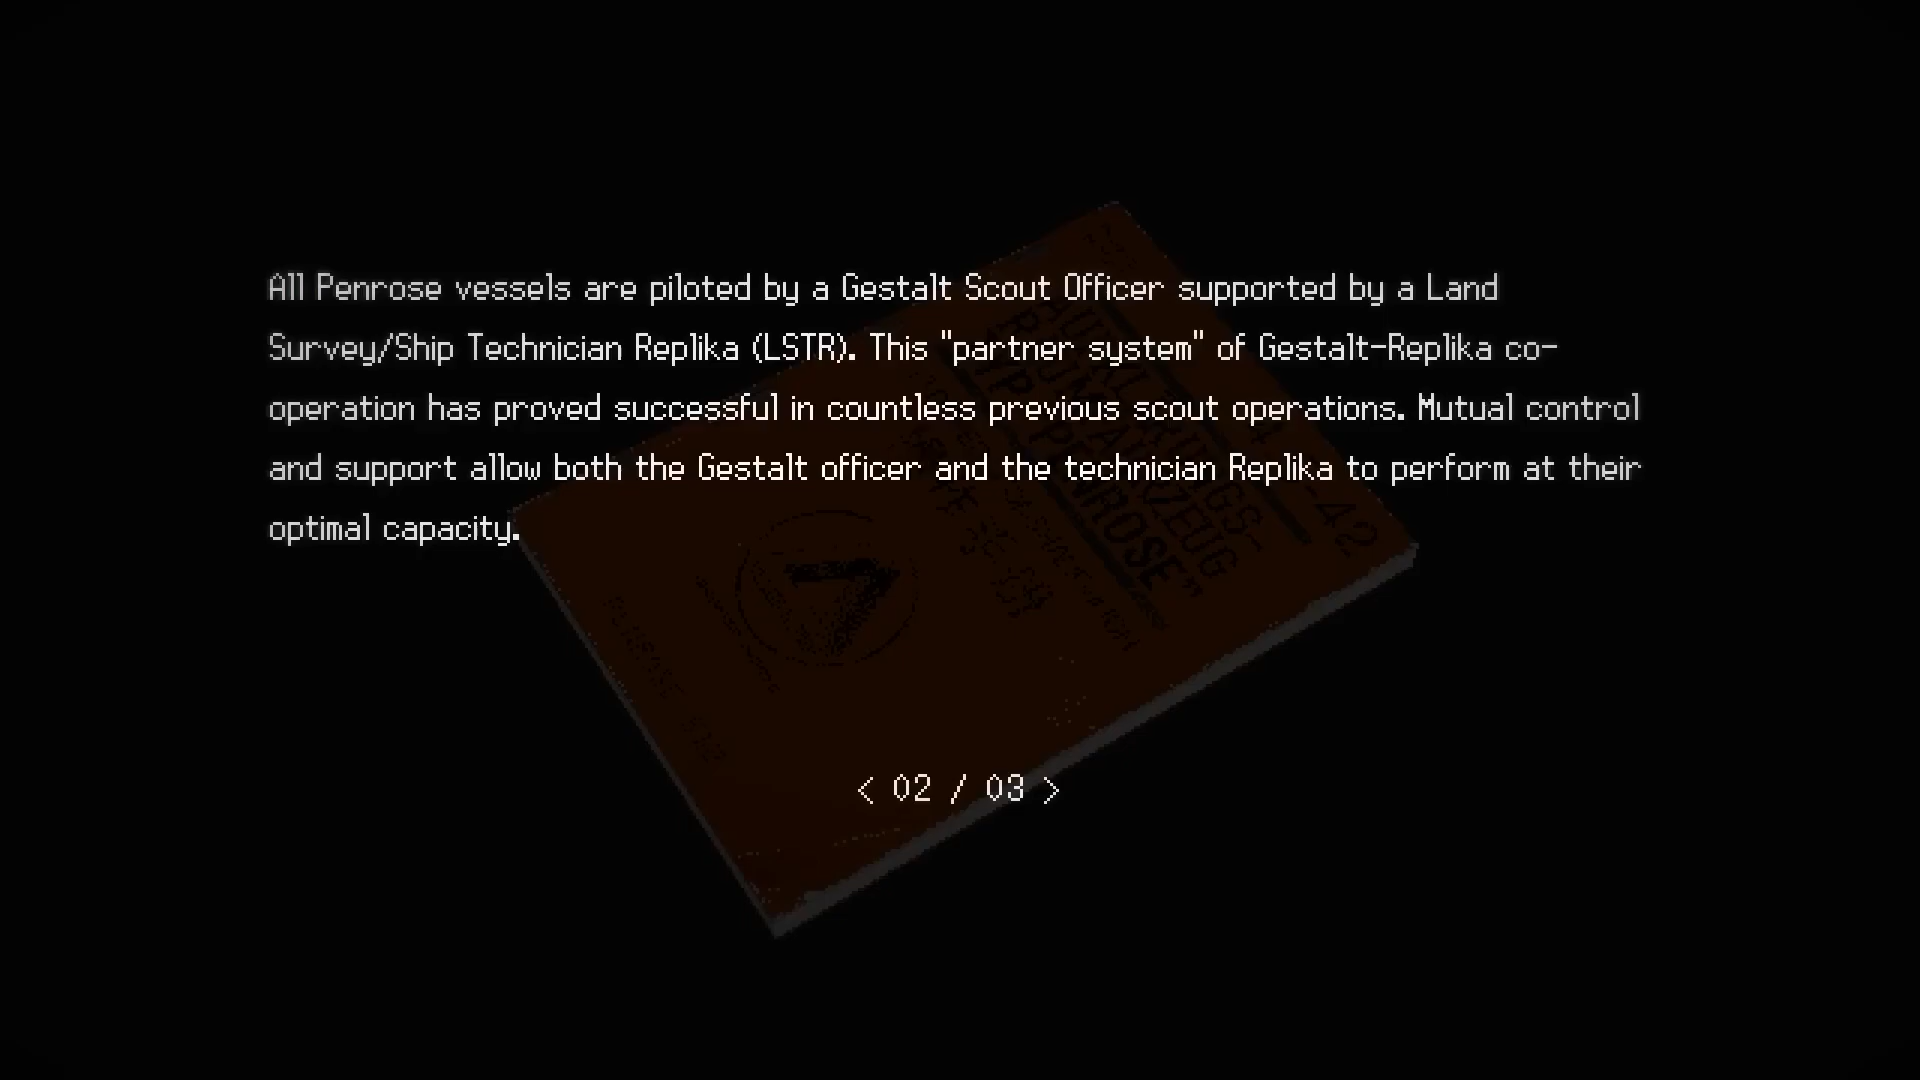 All Penrose vessels are piloted by a Gestalt Scout Officer supported by a Land
Survey/Ship Technician Replika (LSTR). This "partner system" of Gestalt-Replika co-
operation has proved successful in countless previous scout operations. Mutual control
and support allow both the Gestalt officer and the technician Replika to perform at their
optimal capacity.
< 02 / 03 >